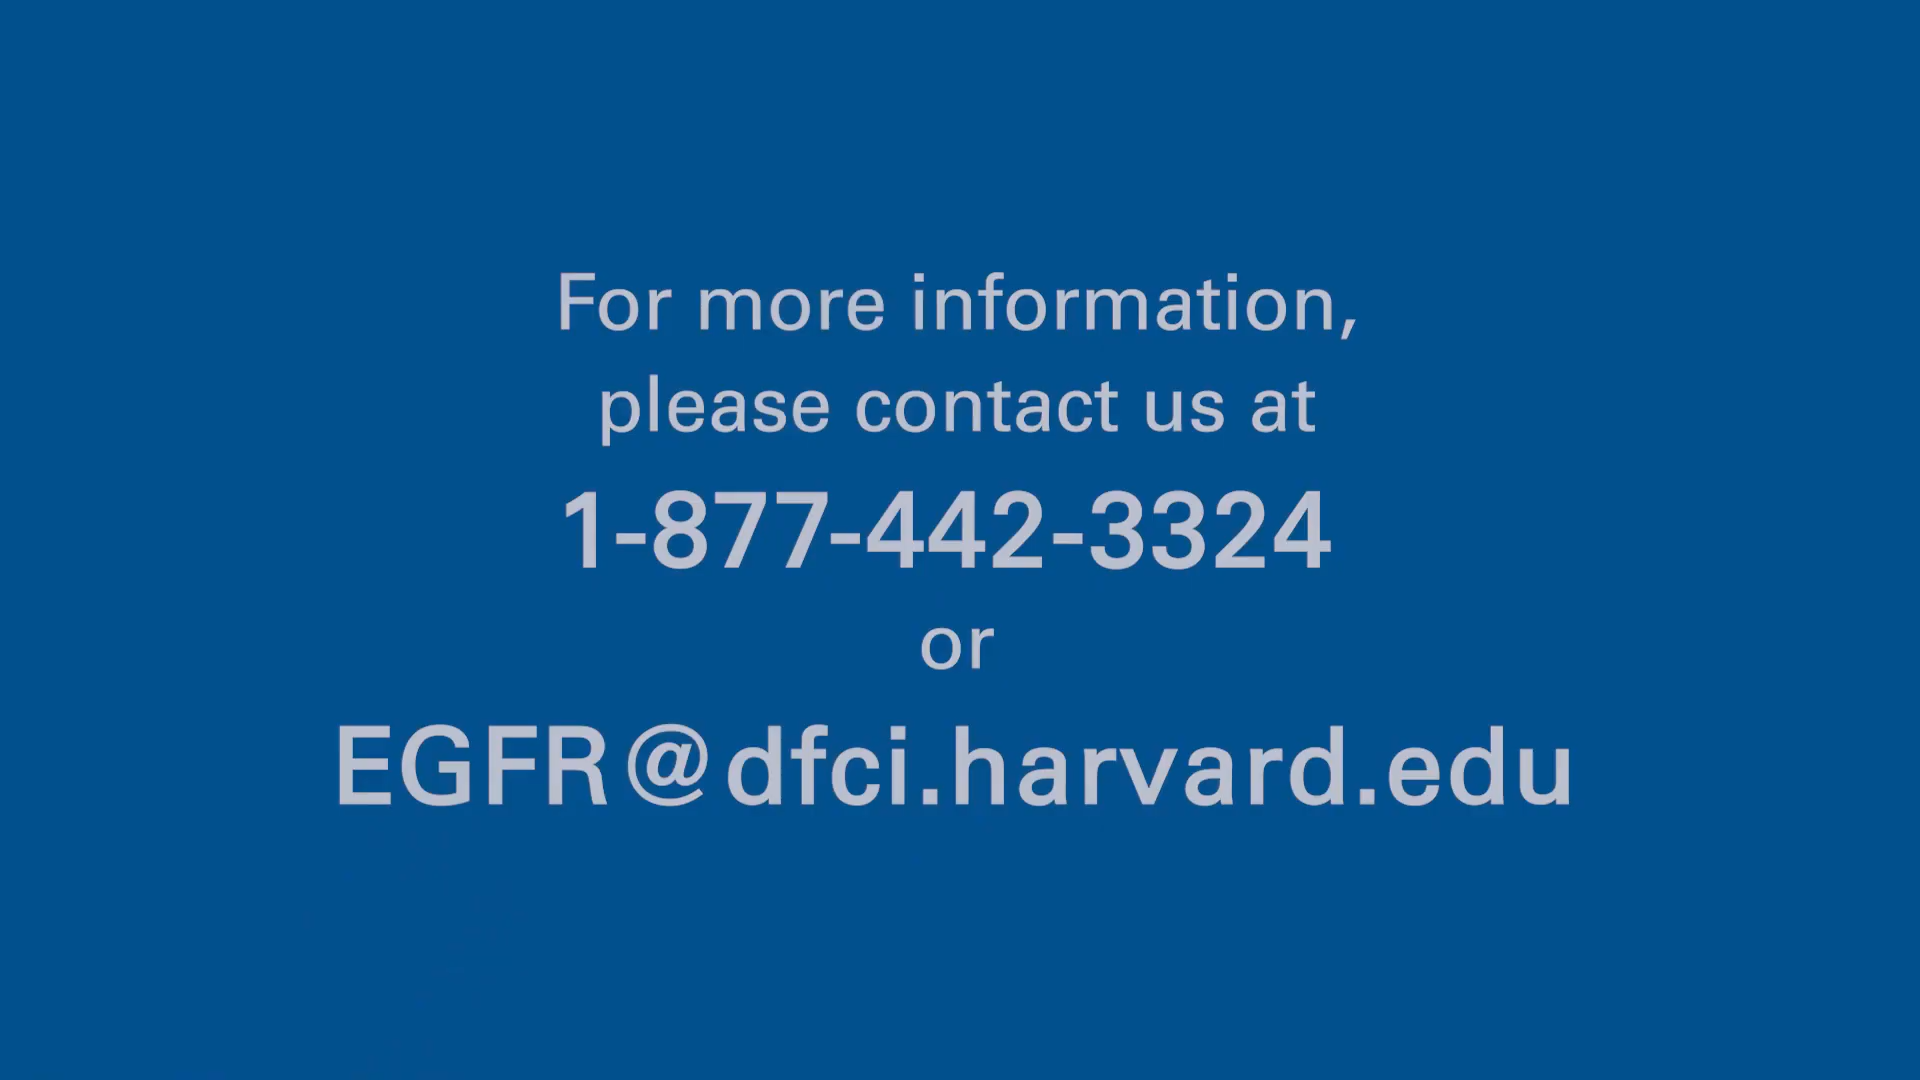 For more information,
please contact us at
1-877-442-3324
or
EGFR@dfci.harvard.edu